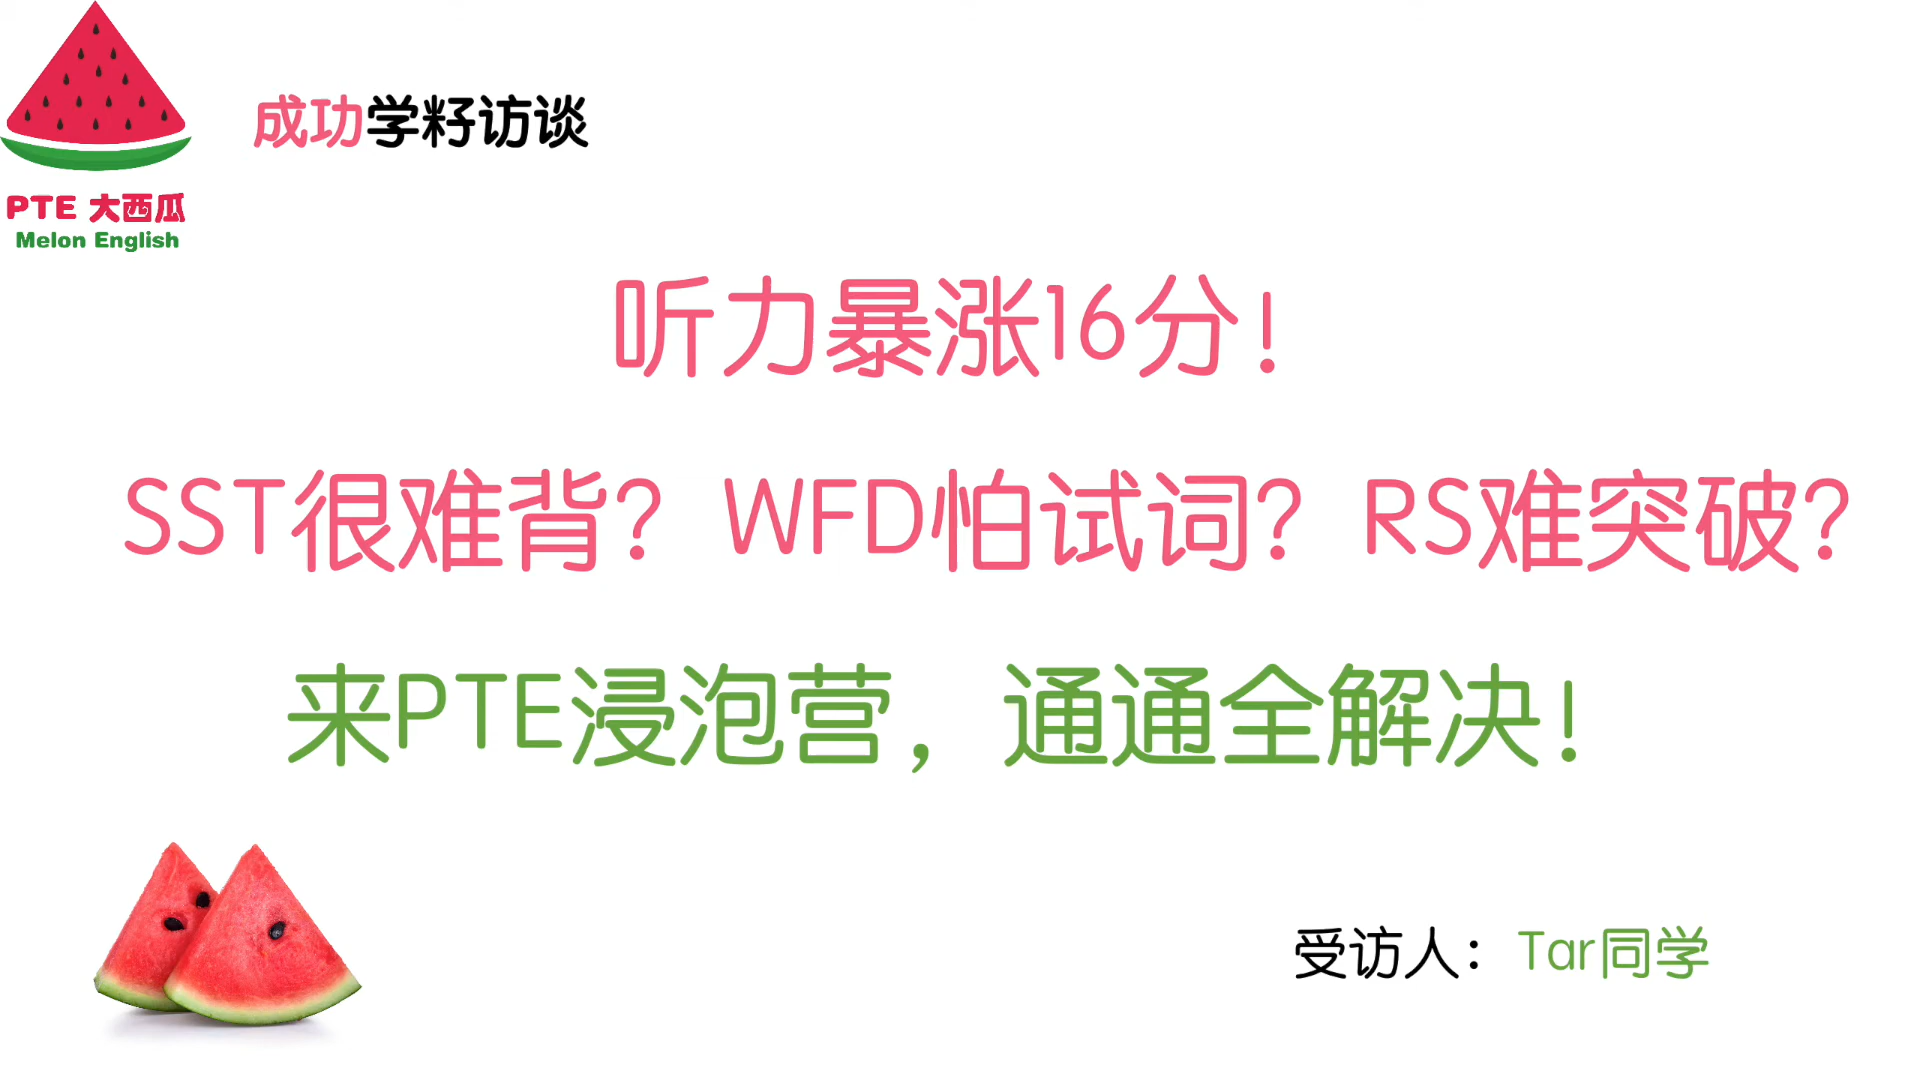 成功学籽访谈
PTE 大西瓜
Melon English
听力暴涨16分！
SST很难背？WFD怕试词？RS难突破？
来PTE浸泡营，通通全解决！
受访人：Tar同学